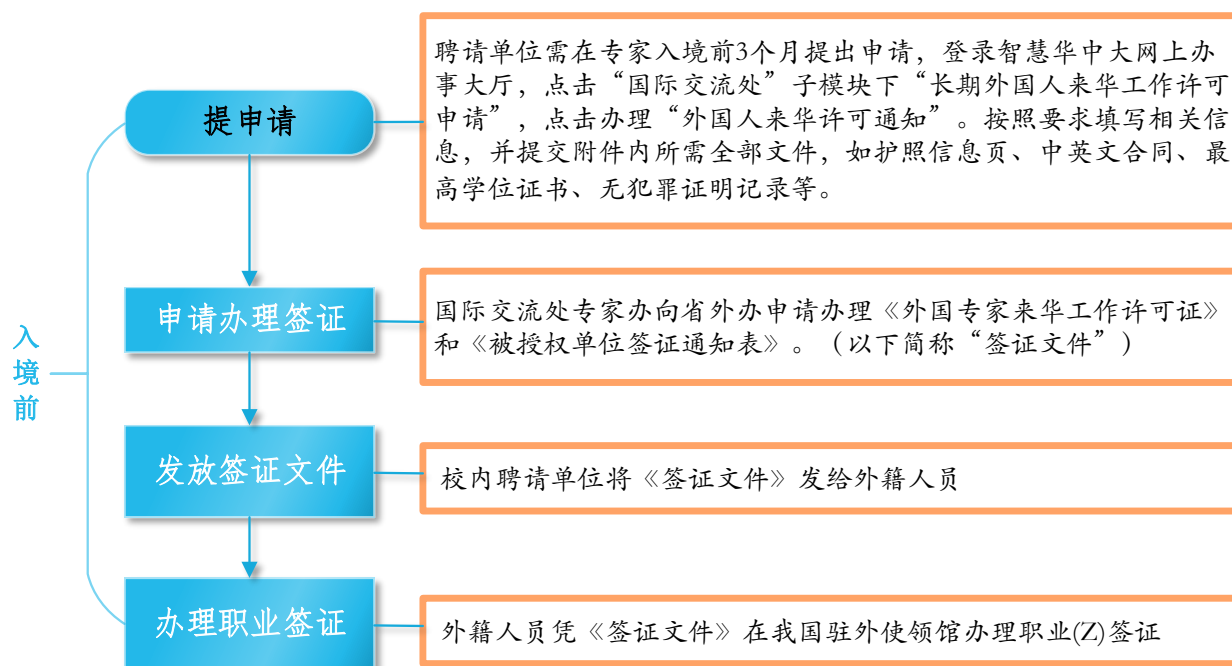 聘请单位需在专家入境前3个月提出申请，登录智慧华中大网上办
事大厅，点击“国际交流处”子模块下“长期外国人来华工作许可
申请”，点击办理“外国人来华许可通知”。按照要求填写相关信
息，并提交附件内所需全部文件，如护照信息页、中英文合同、最
高学位证书、无犯罪证明记录等。
提申请
国际交流处专家办向省外办申请办理《外国专家来华工作许可证》
和《被授权单位签证通知表》。（以下简称“签证文件”）
申请办理签证
入
境
前
发放签证文件
校内聘请单位将《签证文件》发给外籍人员
办理职业签证
外籍人员凭《签证文件》在我国驻外使领馆办理职业(Z)签证